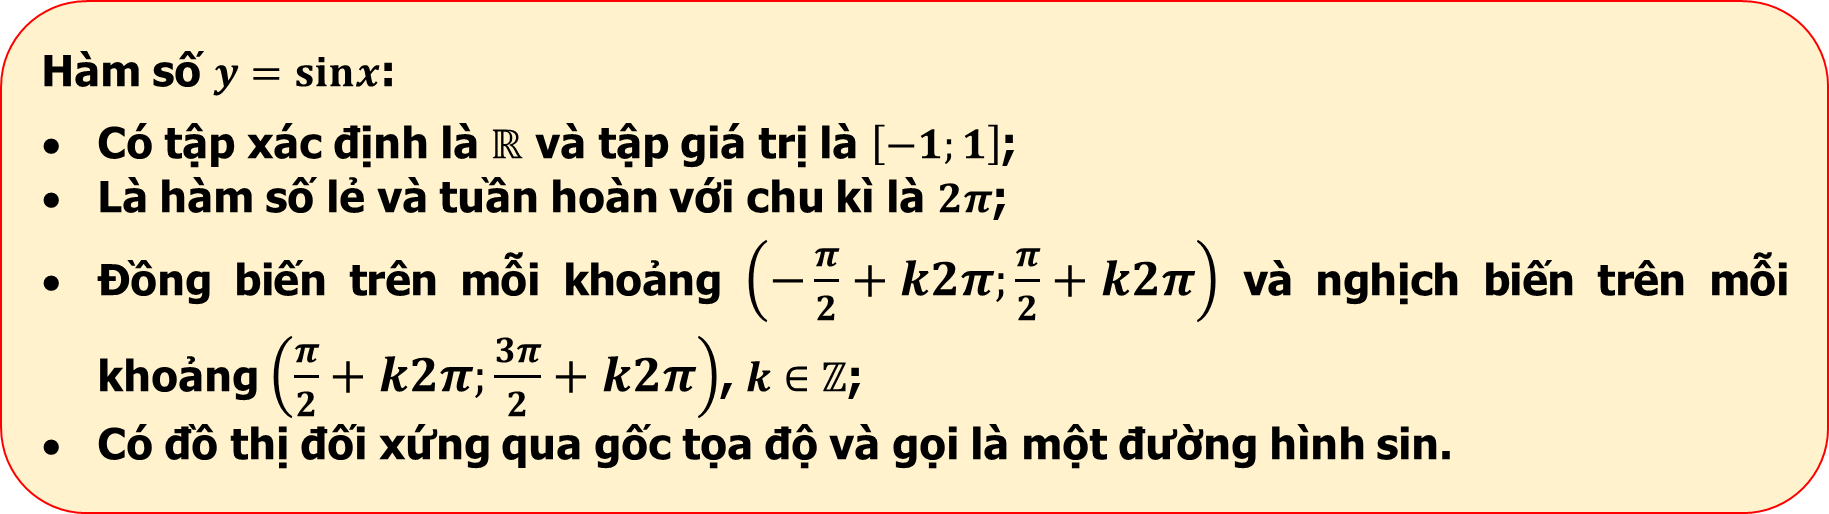 Hàm số y = sinx:
• Có tập xác định là ℝ và tập giá trị là [−1; 1];
• Là hàm số lẻ và tuần hoàn với chu kì là 2π;
• Đồng biến trên mỗi khoảng (−π/2 + k2π; π/2 + k2π) và nghịch biến trên mỗi
khoảng (π/2 + k2π; 3π/2 + k2π), k ∈ ℤ;
• Có đồ thị đối xứng qua gốc tọa độ và gọi là một đường hình sin.